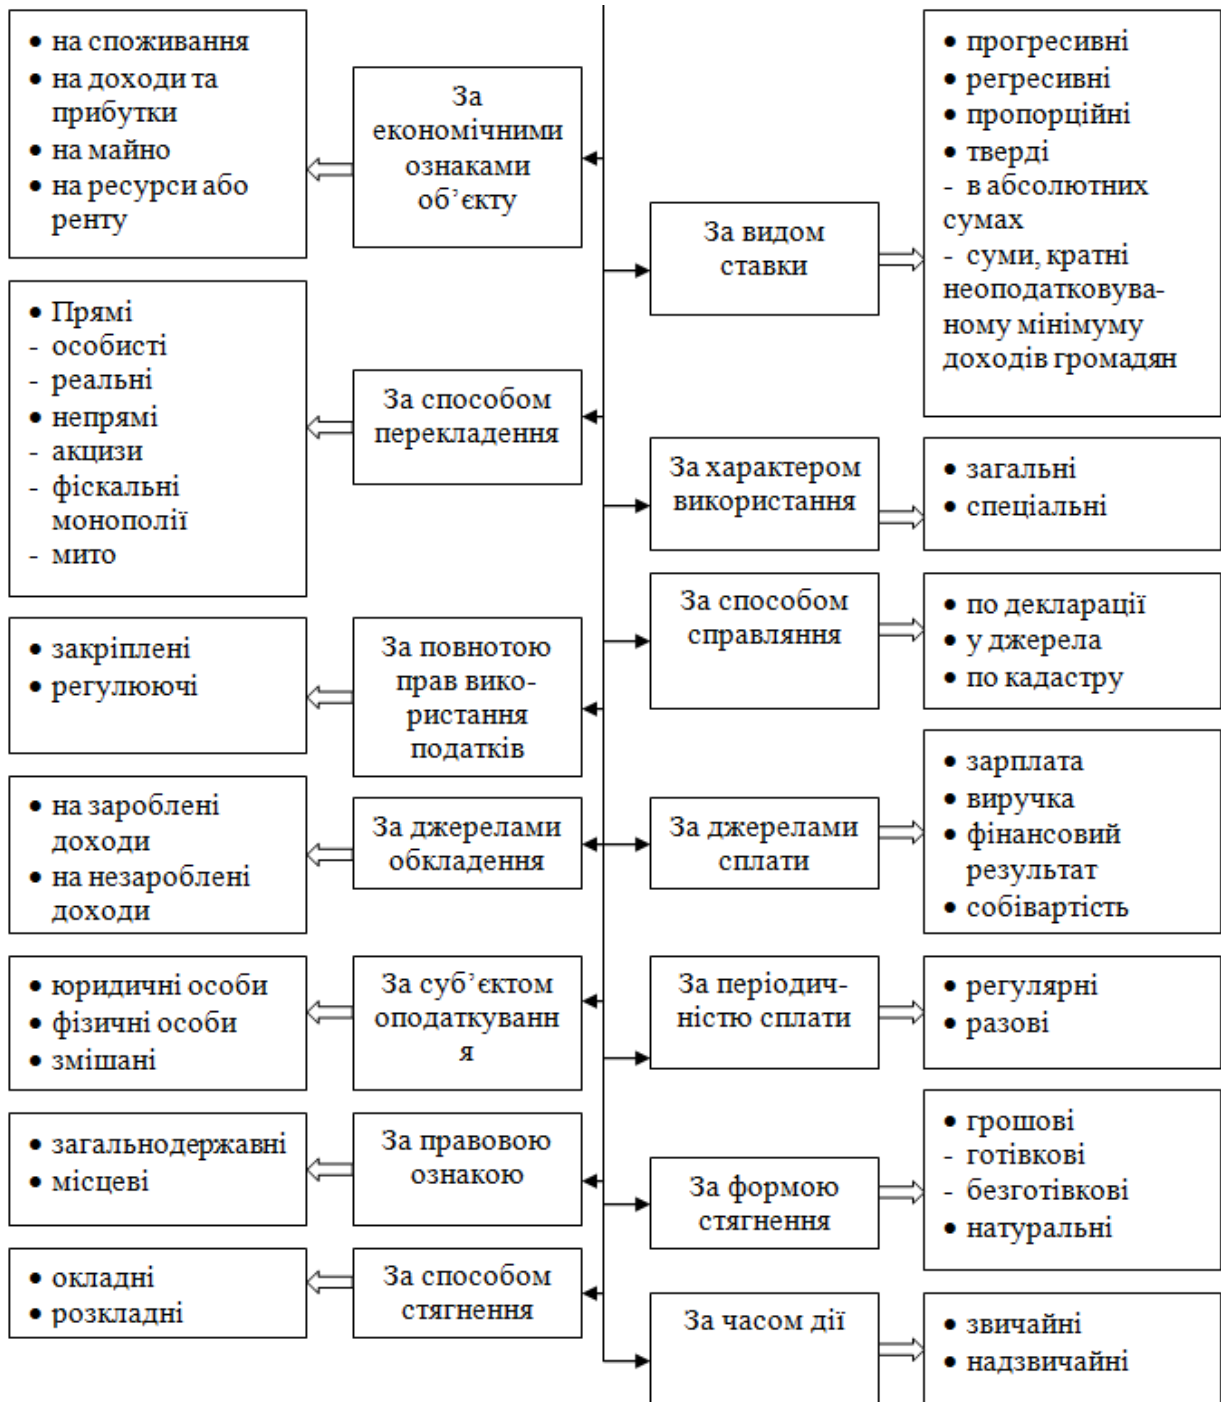 • на споживання
• на доходи та
прибутки
• на майно
• на ресурси або
ренту
За
економічними
ознаками
об’єкту
• Прямі
- особисті
- реальні
• непрямі
- акцизи
- фіскальні
монополії
- мито
За способом
перекладення
• закріплені
• регулюючі
За повнотою
прав вико-
ристання
податків
• на зароблені
доходи
• на незароблені
доходи
За джерелами
обкладення
• юридичні особи
• фізичні особи
• змішані
За суб’єктом
оподаткуванн
я
• загальнодержавні
• місцеві
За правовою
ознакою
• окладні
• розкладні
За способом
стягнення
За видом
ставки
• прогресивні
• регресивні
• пропорційні
• тверді
- в абсолютних
сумах
- суми, кратні
неоподатковува-
ному мінімуму
доходів громадян
За характером
використання
• загальні
• спеціальні
За способом
справляння
• по декларації
• у джерела
• по кадастру
За джерелами
сплати
• зарплата
• виручка
• фінансовий
результат
• собівартість
За періодич-
ністю сплати
• регулярні
• разові
За формою
стягнення
• грошові
- готівкові
- безготівкові
• натуральні
За часом дії
• звичайні
• надзвичайні